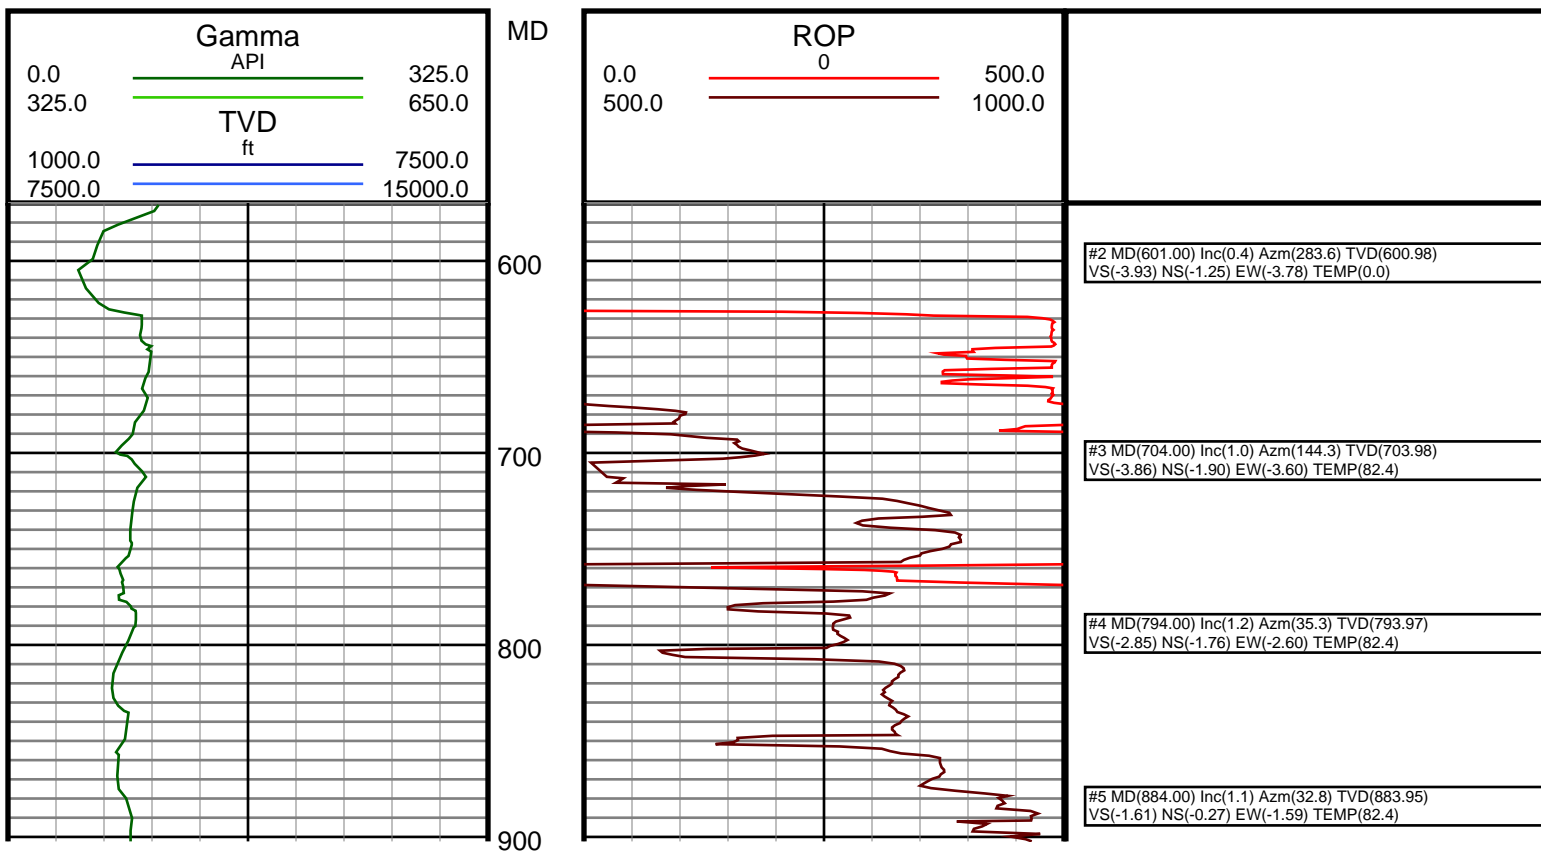 Gamma
API
0.0 325.0
325.0 650.0
TVD
ft
1000.0 7500.0
7500.0 15000.0
MD
ROP
0
0.0 500.0
500.0 1000.0
600
700
800
900
#2 MD(601.00) Inc(0.4) Azm(283.6) TVD(600.98)
VS(-3.93) NS(-1.25) EW(-3.78) TEMP(0.0)
#3 MD(704.00) Inc(1.0) Azm(144.3) TVD(703.98)
VS(-3.86) NS(-1.90) EW(-3.60) TEMP(82.4)
#4 MD(794.00) Inc(1.2) Azm(35.3) TVD(793.97)
VS(-2.85) NS(-1.76) EW(-2.60) TEMP(82.4)
#5 MD(884.00) Inc(1.1) Azm(32.8) TVD(883.95)
VS(-1.61) NS(-0.27) EW(-1.59) TEMP(82.4)